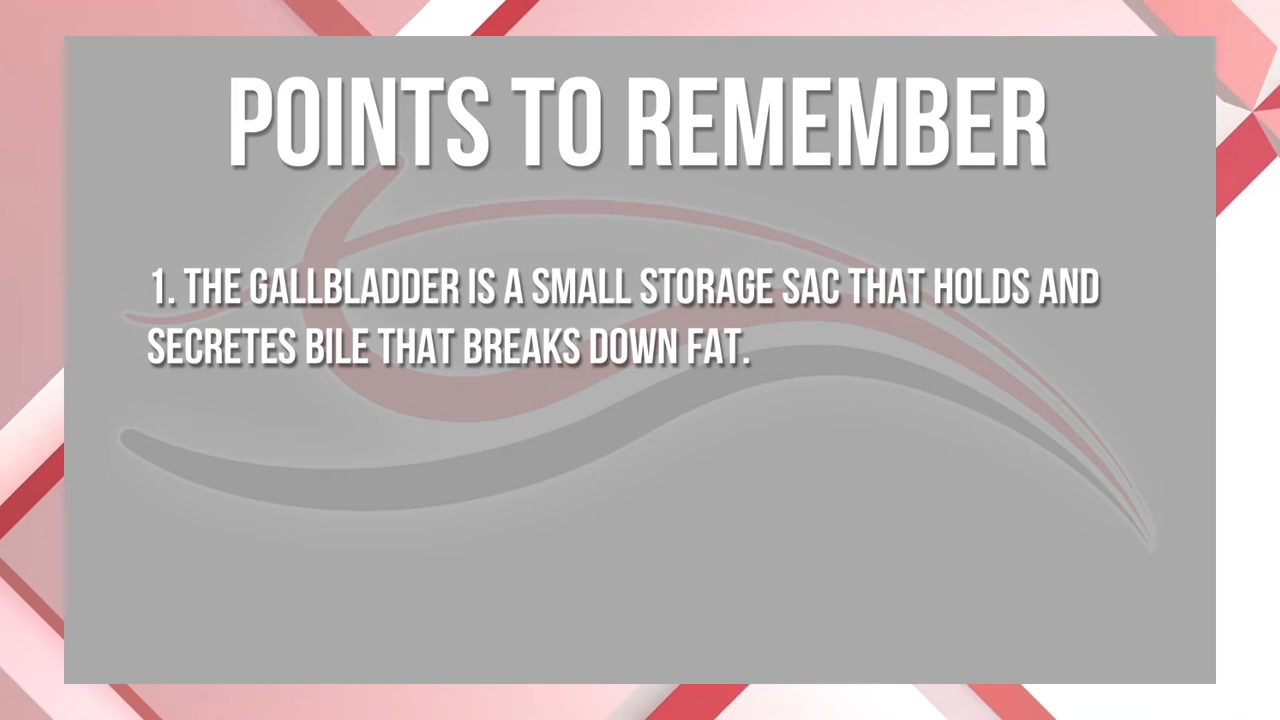 POINTS TO REMEMBER
1. THE GALLBLADDER IS A SMALL STORAGE SAC THAT HOLDS AND
SECRETES BILE THAT BREAKS DOWN FAT.